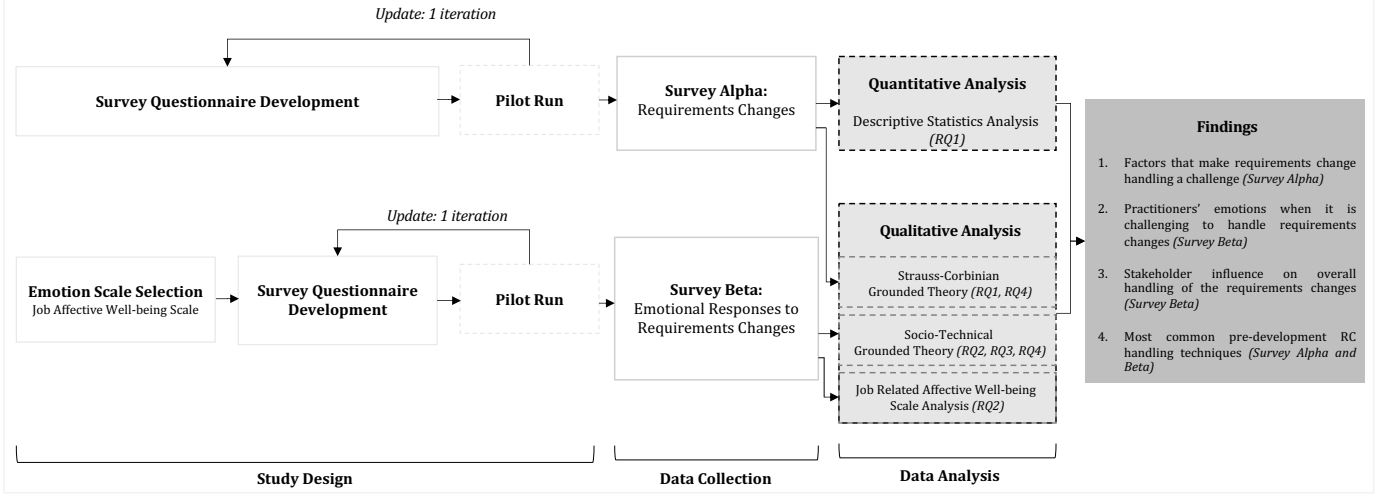 Update: 1 iteration
Survey Questionnaire Development
Pilot Run
Survey Alpha:
Requirements Changes
Quantitative Analysis
Descriptive Statistics Analysis
(RQ1)
Update: 1 iteration
Emotion Scale Selection
Job Affective Well-being Scale
Survey Questionnaire
Development
Pilot Run
Survey Beta:
Emotional Responses to
Requirements Changes
Qualitative Analysis
Strauss-Corbinian
Grounded Theory (RQ1, RQ4)
Socio-Technical
Grounded Theory (RQ2, RQ3, RQ4)
Job Related Affective Well-being
Scale Analysis (RQ2)
Findings
1. Factors that make requirements change
handling a challenge (Survey Alpha)
2. Practitioners’ emotions when it is
challenging to handle requirements
changes (Survey Beta)
3. Stakeholder influence on overall
handling of the requirements changes
(Survey Beta)
4. Most common pre-development RC
handling techniques (Survey Alpha and
Beta)
Study Design
Data Collection
Data Analysis